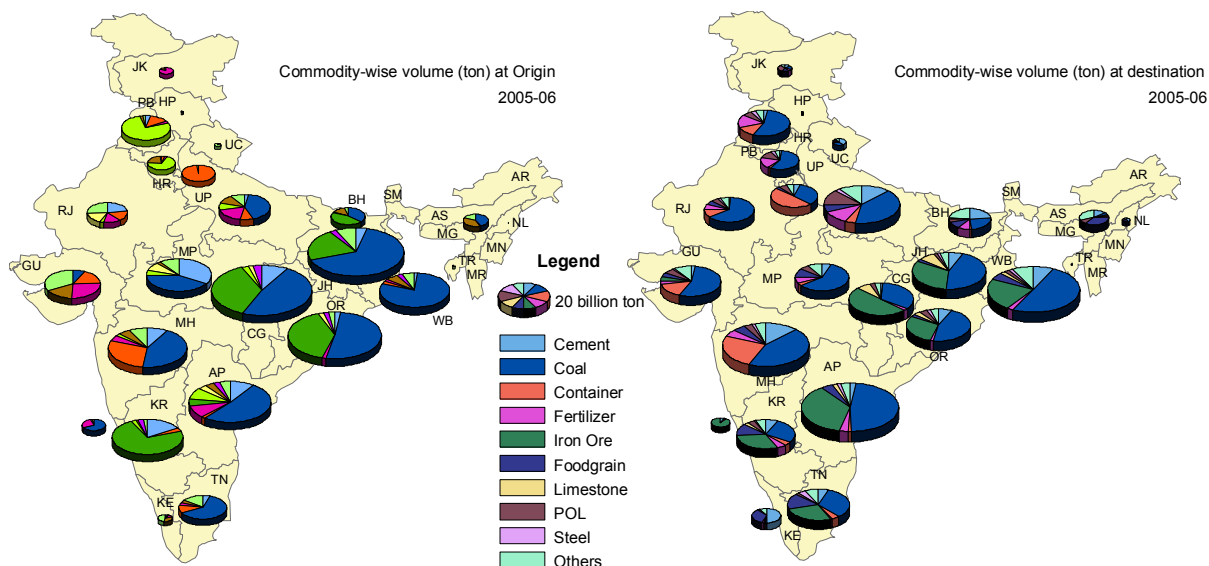 Commodity-wise volume (ton) at Origin
2005-06
JK
PB
HP
UC
HR
UP
RJ
BH
SM
AR
AS
NL
MG
MN
TR
MR
GU
MP
JH
WB
CG
OR
MH
AP
KR
TN
KE
Legend
20 billion ton
Cement
Coal
Container
Fertilizer
Iron Ore
Foodgrain
Limestone
POL
Steel
Others
Commodity-wise volume (ton) at destination
2005-06
JK
HP
PB
HR
UC
UP
RJ
BH
SM
AR
AS
NL
MG
MN
TR
MR
GU
MP
JH
WB
CG
OR
MH
AP
KR
TN
KE